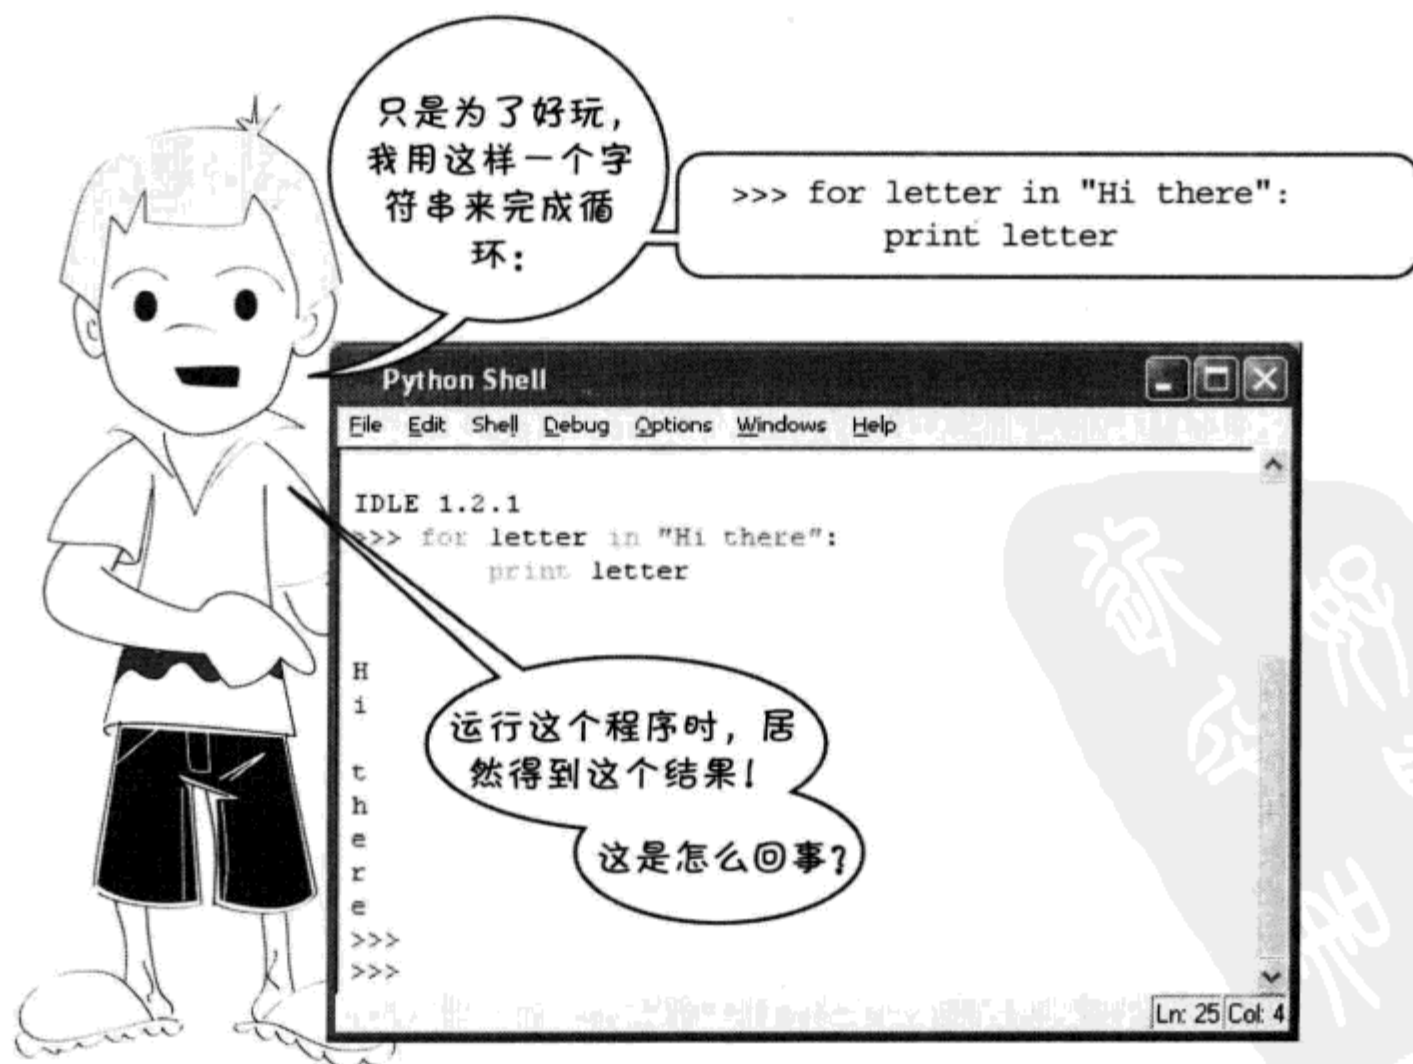 只是为了好玩,
我用这样一个字
符串来完成循
环:
>>> for letter in "Hi there":
print letter
Python Shell
File Edit Shell Debug Options Windows Help
IDLE 1.2.1
>>> for letter in "Hi there":
print letter
H
i
t
h
e
r
e
>>>
>>>
运行这个程序时, 居
然得到这个结果!
这是怎么回事?
Ln: 25 Col: 4